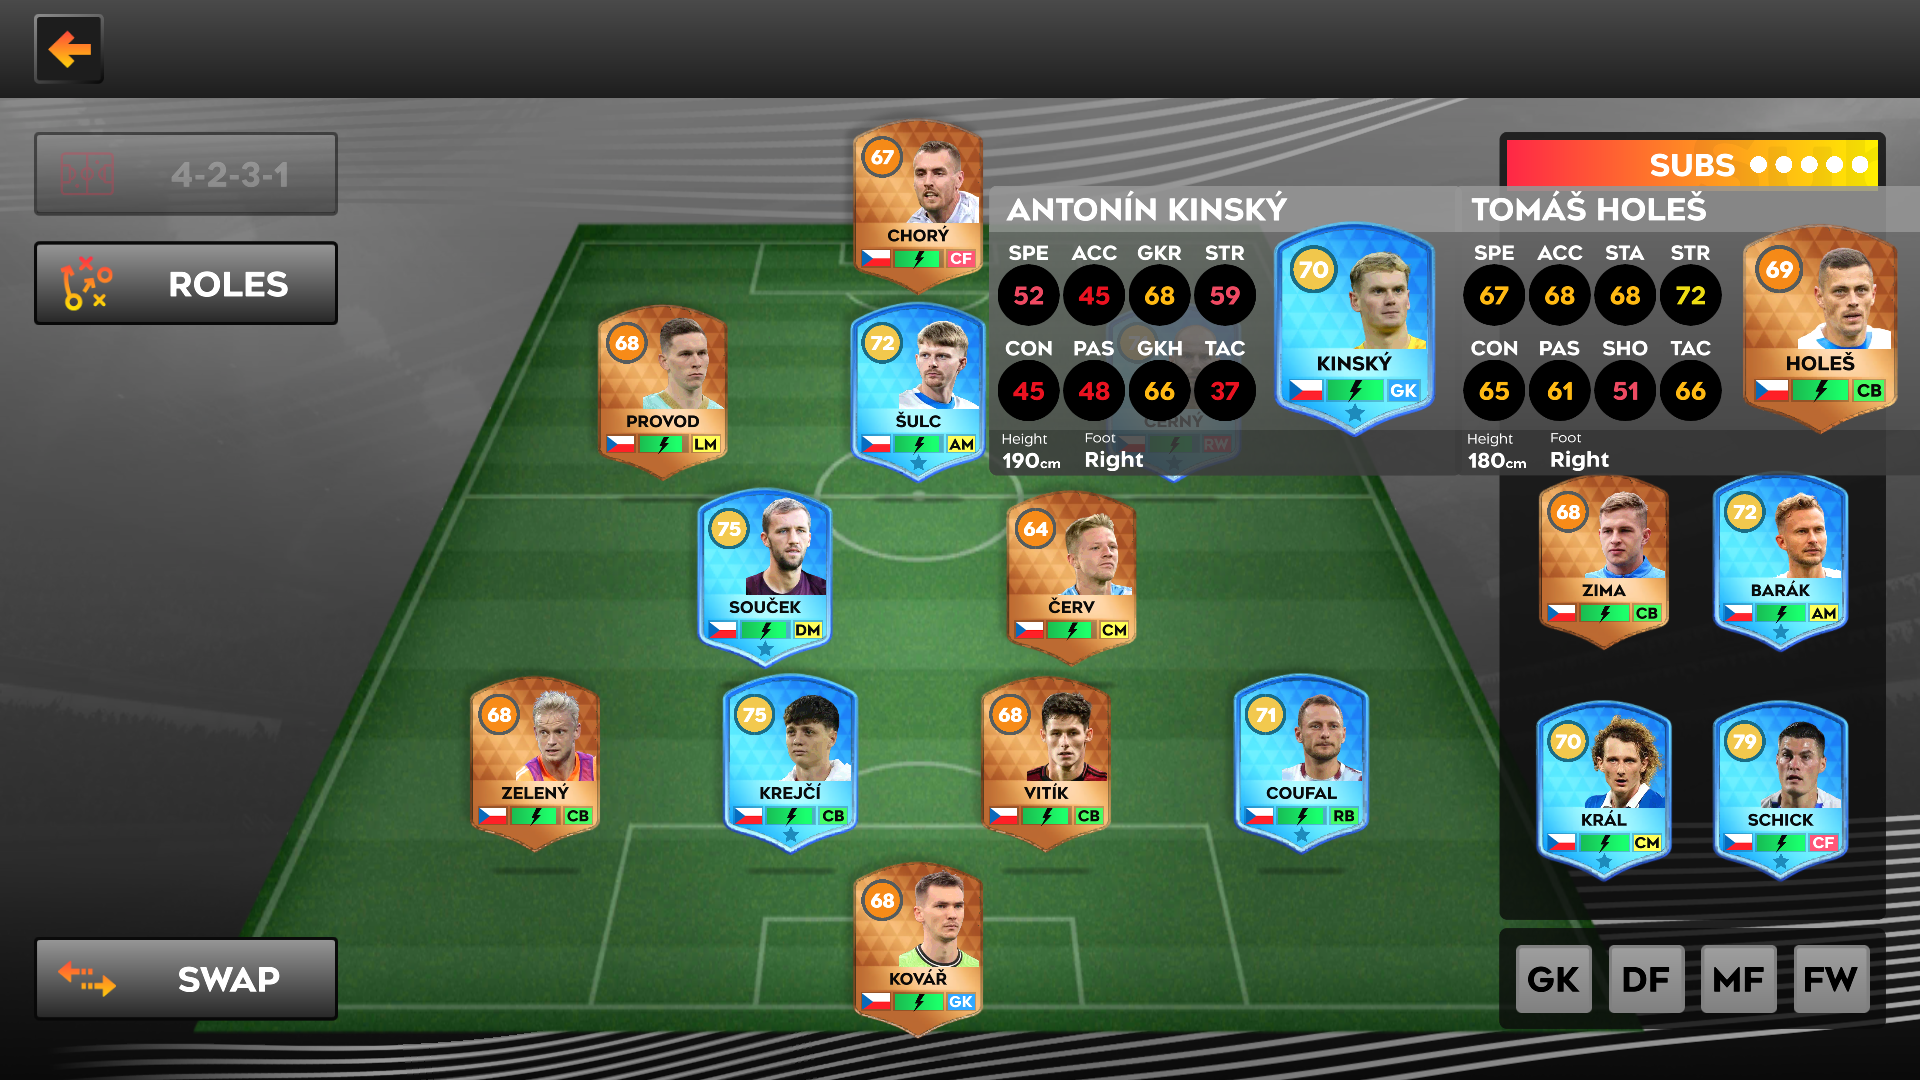 4-2-3-1
ROLES
SWAP
67
CHORÝ
CF
68
PROVOD
LM
72
ŠULC
AM
ČERNÝ
RW
75
SOUČEK
DM
64
ČERV
CM
68
ZELENÝ
CB
75
KREJČÍ
CB
68
VITÍK
CB
71
COUFAL
RB
68
KOVÁŘ
GK
SUBS
ANTONÍN KINSKÝ
SPE ACC GKR STR
52 45 68 59
CON PAS GKH TAC
45 48 66 37
Height Foot
190cm Right
70
KINSKÝ
GK
TOMÁŠ HOLEŠ
SPE ACC STA STR
67 68 68 72
CON PAS SHO TAC
65 61 51 66
Height Foot
180cm Right
69
HOLEŠ
CB
68
ZIMA
CB
72
BARÁK
AM
70
KRÁL
CM
79
SCHICK
CF
GK DF MF FW